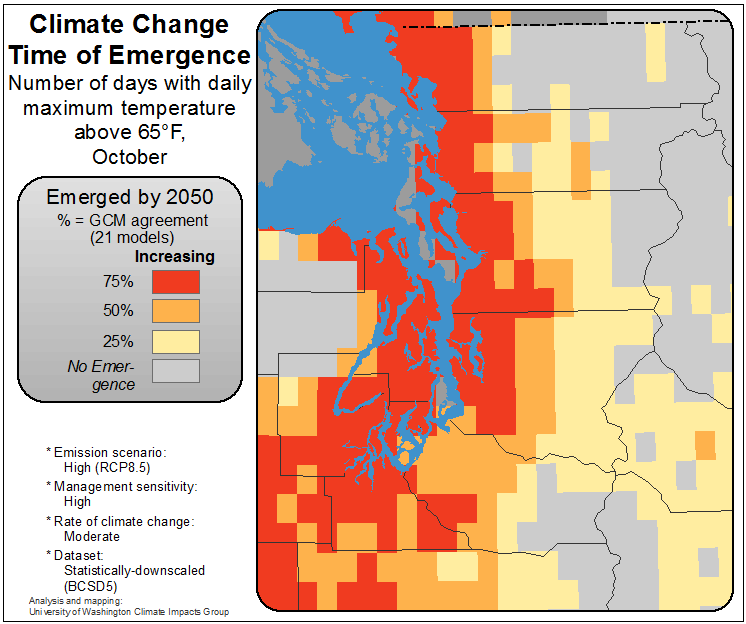 Climate Change
Time of Emergence
Number of days with daily
maximum temperature
above 65°F,
October
Emerged by 2050
% = GCM agreement
(21 models)
Increasing
75%
50%
25%
No Emer-
gence
* Emission scenario:
High (RCP8.5)
* Management sensitivity:
High
* Rate of climate change:
Moderate
* Dataset:
Statistically-downscaled
(BCSD5)
Analysis and mapping:
University of Washington Climate Impacts Group